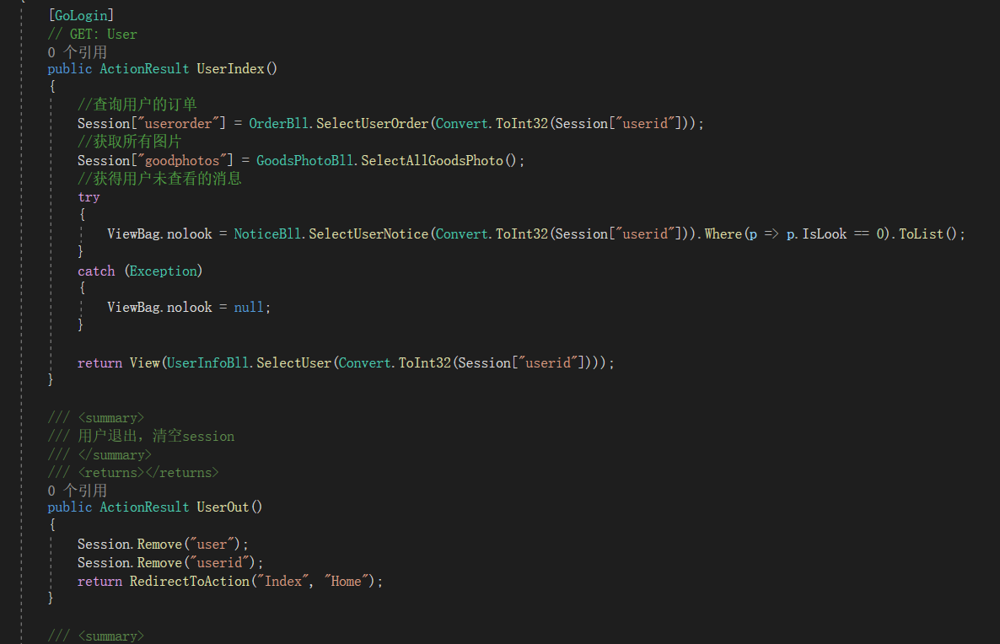 [GoLogin]
// GET: User
0 个引用
public ActionResult UserIndex()
{
//查询用户的订单
Session["userorder"] = OrderBll.SelectUserOrder(Convert.ToInt32(Session["userid"]));
//获取所有图片
Session["goodphotos"] = GoodsPhotoBll.SelectAllGoodsPhoto();
//获得用户未查看的消息
try
{
ViewBag.nolook = NoticeBll.SelectUserNotice(Convert.ToInt32(Session["userid"])).Where(p => p.IsLook == 0).ToList();
}
catch (Exception)
{
ViewBag.nolook = null;
}
return View(UserInfoBll.SelectUser(Convert.ToInt32(Session["userid"])));
}
/// <summary>
/// 用户退出，清空session
/// </summary>
/// <returns></returns>
0 个引用
public ActionResult UserOut()
{
Session.Remove("user");
Session.Remove("userid");
return RedirectToAction("Index", "Home");
}
/// <summary>